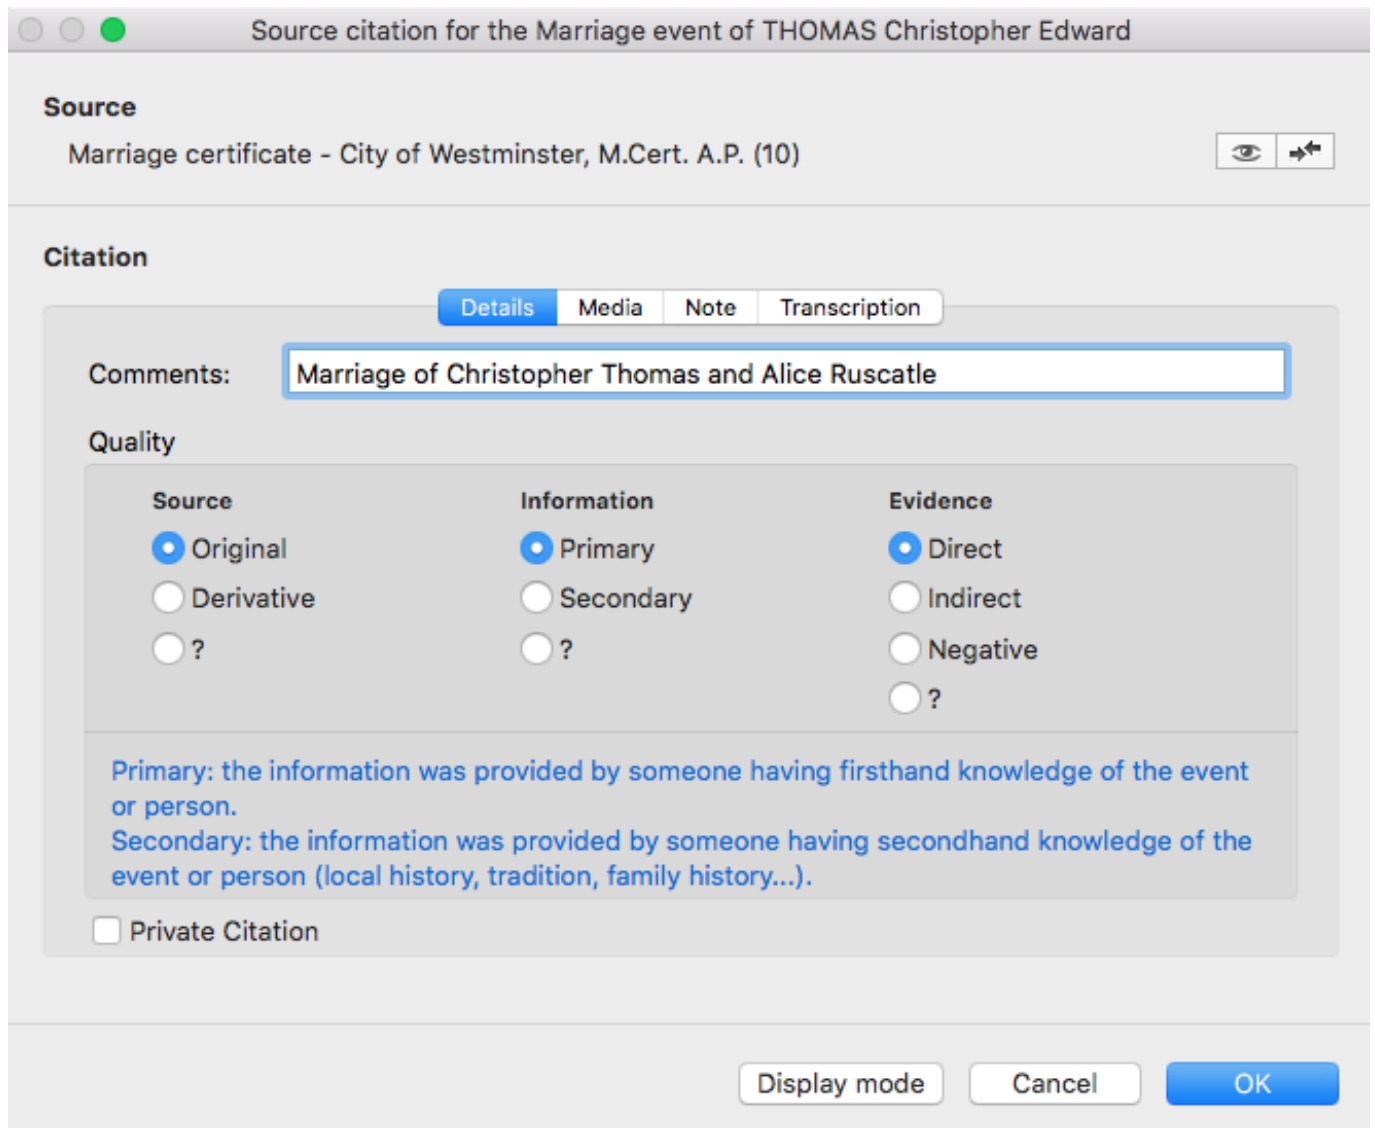 Source citation for the Marriage event of THOMAS Christopher Edward
Source
Marriage certificate - City of Westminster, M.Cert. A.P. (10)
Citation
Details Media Note Transcription
Comments: Marriage of Christopher Thomas and Alice Ruscatle
Quality
Source Information Evidence
Original Primary Direct
Derivative Secondary Indirect
? ? Negative
?
Primary: the information was provided by someone having firsthand knowledge of the event
or person.
Secondary: the information was provided by someone having secondhand knowledge of the
event or person (local history, tradition, family history...).
Private Citation
Display mode Cancel OK